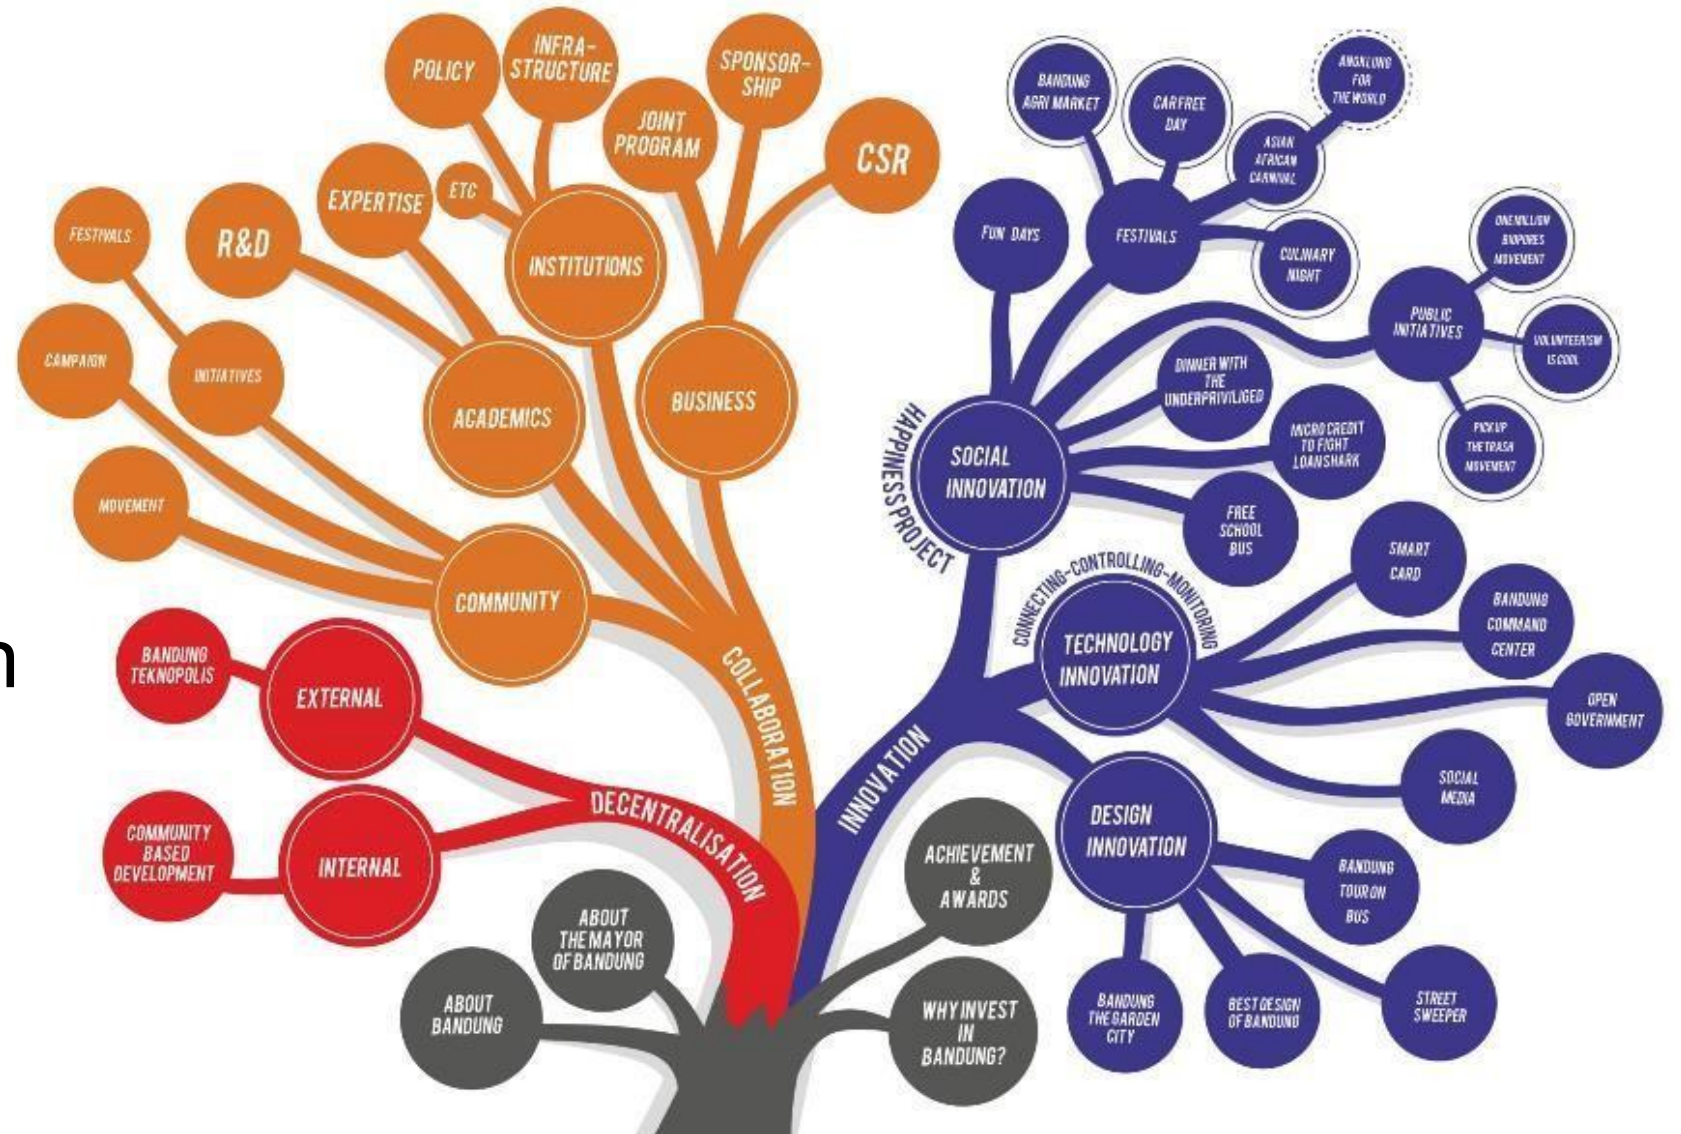 POLICY
INFRA-
STRUCTURE
SPONSOR-
SHIP
JOINT
PROGRAM
CSR
EXPERTISE
ETC
FESTIVALS
R&D
INSTITUTIONS
CAMPAIGN
INITIATIVES
ACADEMICS
BUSINESS
MOVEMENT
COMMUNITY
COLLABORATION
BANDUNG
TEKNOPOLIS
EXTERNAL
COMMUNITY
BASED
DEVELOPMENT
INTERNAL
DECENTRALISATION
n
ABOUT
THE MAYOR
OF BANDUNG
ABOUT
BANDUNG
ACHIEVEMENT
&
AWARDS
WHY INVEST
IN
BANDUNG?
INNOVATION
BANDUNG
AGRI MARKET
CARFREE
DAY
ANGKLUNG
FOR
THE WORLD
ASIAN
AFRICAN
CARNIVAL
FUN DAYS
FESTIVALS
CULINARY
NIGHT
ONE MILLION
BIOPORES
MOVEMENT
PUBLIC
INITIATIVES
VOLUNTEERISM
IS COOL
PICK UP
THE TRASH
MOVEMENT
DINNER WITH
THE
UNDERPRIVILIGED
MICRO CREDIT
TO FIGHT
LOANSHARK
FREE
SCHOOL
BUS
SOCIAL
INNOVATION
HAPPINESS PROJECT
CONNECTING-CONTROLLING-MONITORING
TECHNOLOGY
INNOVATION
SMART
CARD
BANDUNG
COMMAND
CENTER
OPEN
GOVERNMENT
SOCIAL
MEDIA
DESIGN
INNOVATION
BANDUNG
TOUR ON
BUS
STREET
SWEEPER
BEST DESIGN
OF BANDUNG
BANDUNG
THE GARDEN
CITY